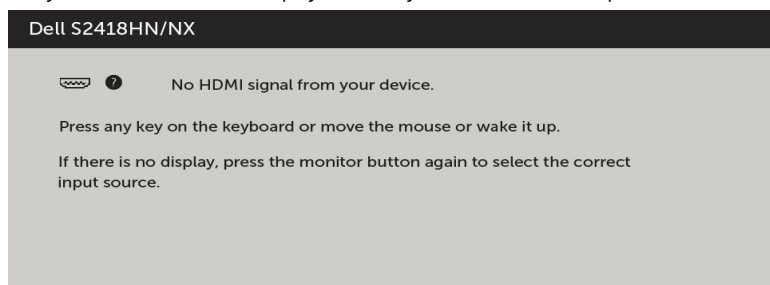 Dell S2418HN/NX
? No HDMI signal from your device.
Press any key on the keyboard or move the mouse or wake it up.
If there is no display, press the monitor button again to select the correct
input source.